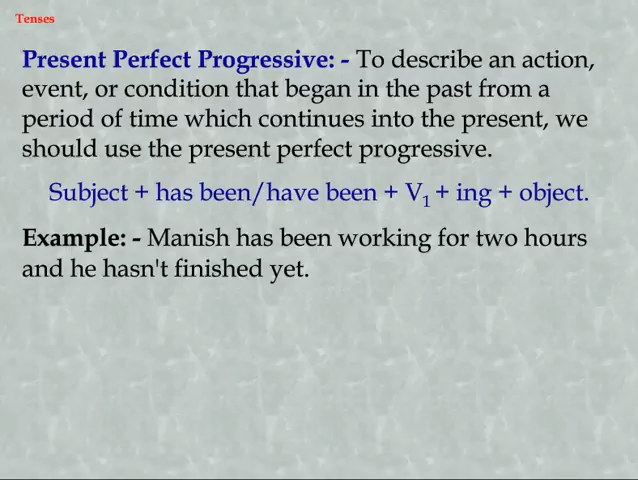 Tenses
Present Perfect Progressive: - To describe an action,
event, or condition that began in the past from a
period of time which continues into the present, we
should use the present perfect progressive.
Subject + has been/have been + V₁ + ing + object.
Example: - Manish has been working for two hours
and he hasn't finished yet.